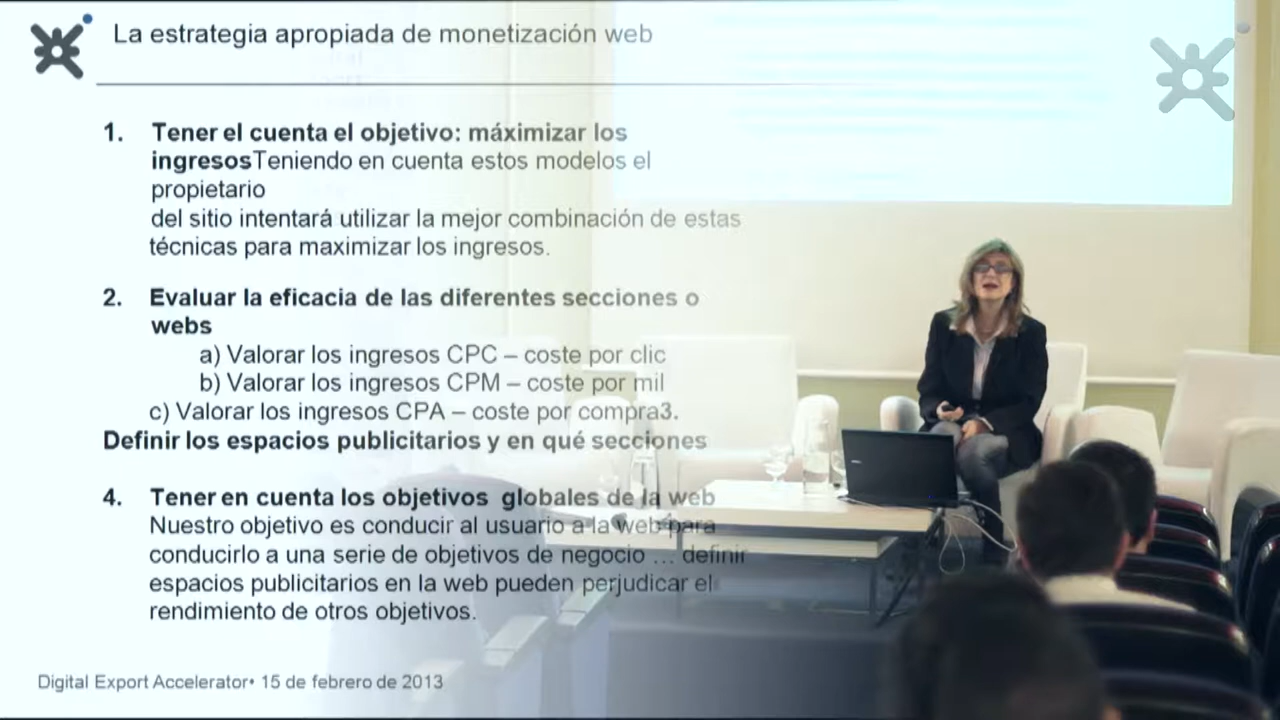 La estrategia apropiada de monetización web
1. Tener el cuenta el objetivo: máximizar los
ingresosTeniendo en cuenta estos modelos el
propietario
del sitio intentará utilizar la mejor combinación de estas
técnicas para maximizar los ingresos.
2. Evaluar la eficacia de las diferentes secciones o
webs
a) Valorar los ingresos CPC – coste por clic
b) Valorar los ingresos CPM – coste por mil
c) Valorar los ingresos CPA – coste por compra3.
Definir los espacios publicitarios y en qué secciones
4. Tener en cuenta los objetivos globales de la web
Nuestro objetivo es conducir al usuario a la web para
conducirlo a una serie de objetivos de negocio … definir
espacios publicitarios en la web pueden perjudicar el
rendimiento de otros objetivos.
Digital Export Accelerator• 15 de febrero de 2013